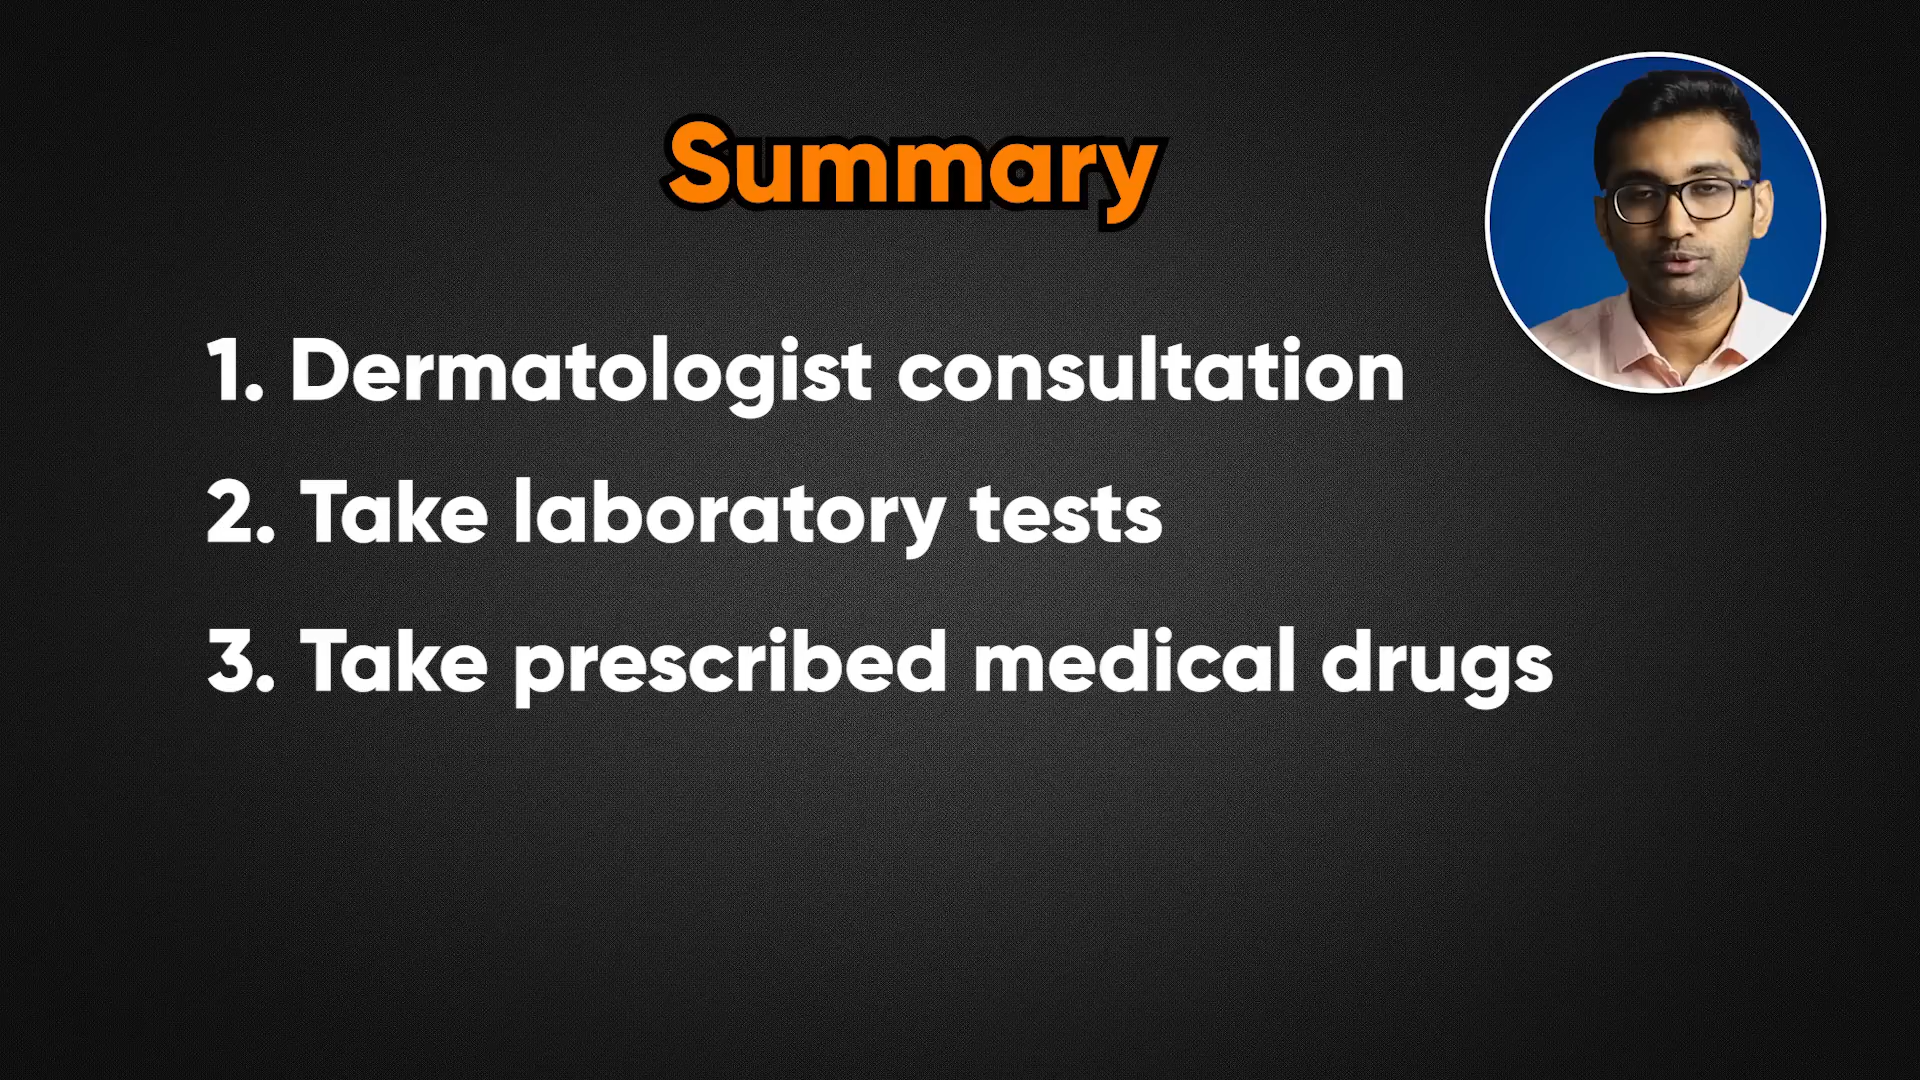 Summary
1. Dermatologist consultation
2. Take laboratory tests
3. Take prescribed medical drugs